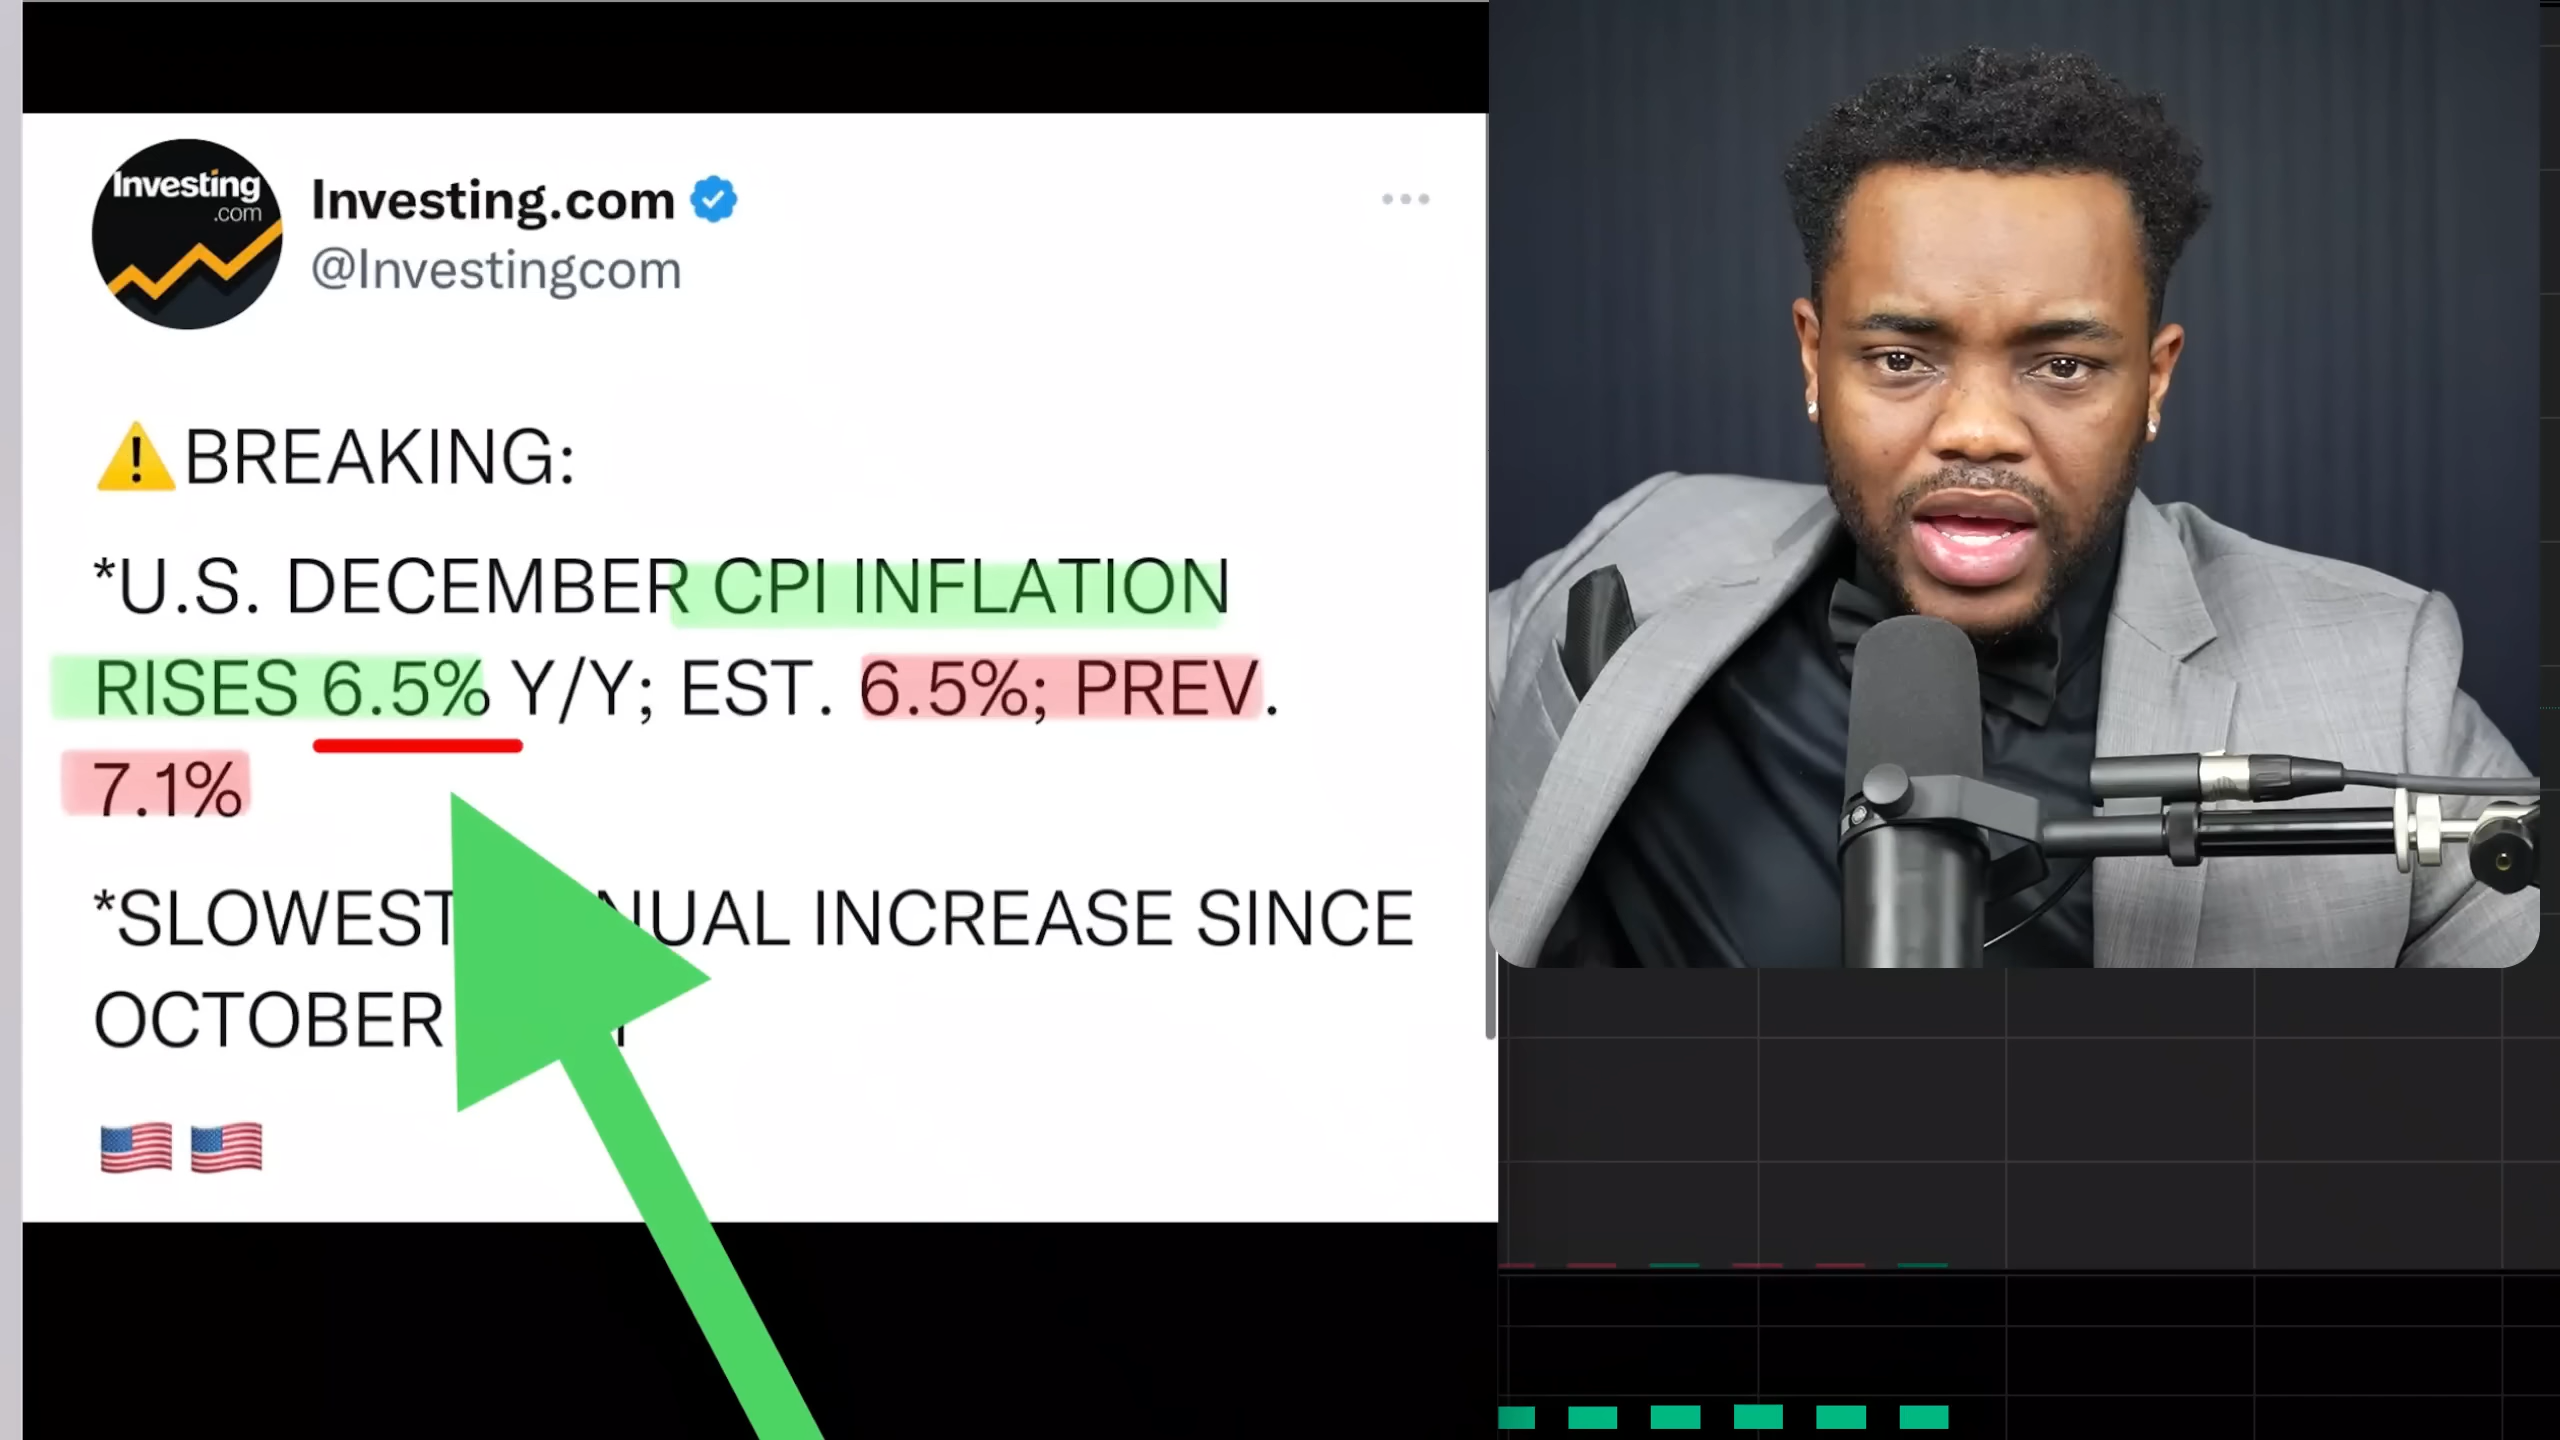 Investing
.com
Investing.com
@Investingcom
BREAKING:
*U.S. DECEMBER CPI INFLATION
RISES 6.5% Y/Y; EST. 6.5%; PREV.
7.1%
*SLOWEST INCREASE SINCE
OCTOBER